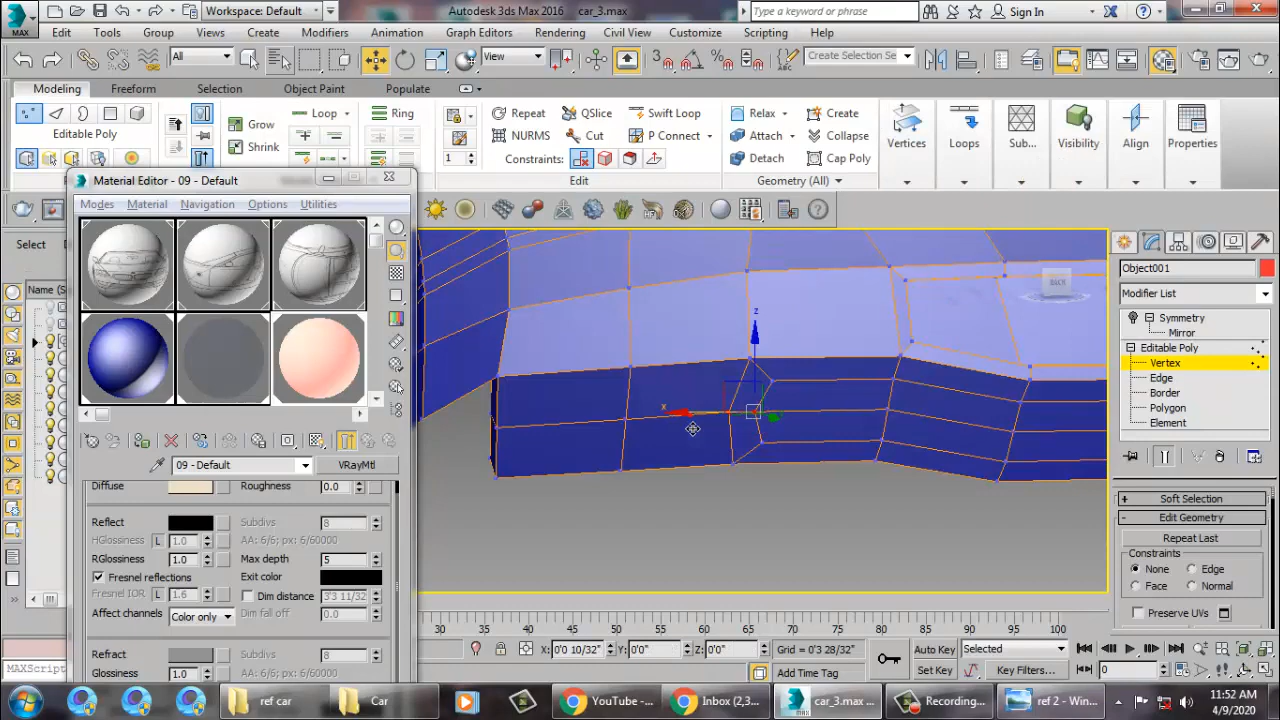 Workspace: Default
Autodesk 3ds Max 2016    car_3.max
Type a keyword or phrase
Sign In
MAX
Edit Tools Group Views Create Modifiers Animation Graph Editors Rendering Civil View Customize Scripting Help
All
View
Create Selection Se
Modeling Freeform Selection Object Paint Populate
Loop Ring
Grow
Shrink
Editable Poly
Repeat QSlice Swift Loop
NURMS Cut P Connect
1 Constraints:
Edit
Relax Create
Attach Collapse
Detach Cap Poly
Geometry (All)
Vertices Loops Sub... Visibility Align Properties
Material Editor - 09 - Default
Modes Material Navigation Options Utilities
Select
Name (S
09 - Default VRayMtl
Diffuse Roughness 0.0
Reflect Subdivs 8
HGlossiness L 1.0 AA: 6/6; px: 6/60000
RGlossiness 1.0 Max depth 5
Fresnel reflections Exit color
Fresnel IOR L 1.6 Dim distance 3'3 11/32
Affect channels Color only Dim fall off 0.0
Refract Subdivs 8
Glossiness 1.0 AA: 6/6; px: 6/60000
z
x
BACK
Object001
Modifier List
Symmetry
Mirror
Editable Poly
Vertex
Edge
Border
Polygon
Element
Soft Selection
Edit Geometry
Repeat Last
Constraints
None Edge
Face Normal
Preserve UVs
30 35 40 45 50 55 60 65 70 75 80 85 90 95 100
X: 0'0 10/32" Y: 0'0" Z: 0'0" Grid = 0'3 28/32"
Add Time Tag
Auto Key Selected
Set Key Key Filters...
0
MAXScript
ref car
Car
YouTube -...
Inbox (2,3...
car_3.max ...
Recording...
ref 2 - Win...
11:52 AM
4/9/2020